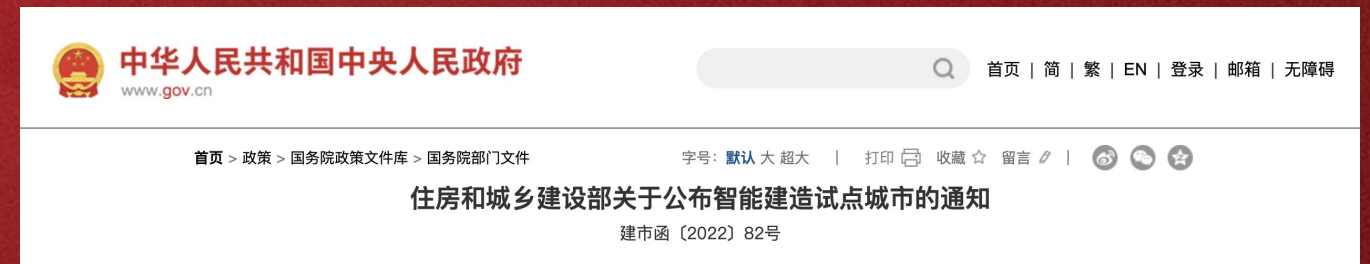 中华人民共和国中央人民政府
www.gov.cn
首页 | 简 | 繁 | EN | 登录 | 邮箱 | 无障碍
首页 > 政策 > 国务院政策文件库 > 国务院部门文件
字号：默认 大 超大 | 打印 收藏 留言 |
住房和城乡建设部关于公布智能建造试点城市的通知
建市函〔2022〕82号